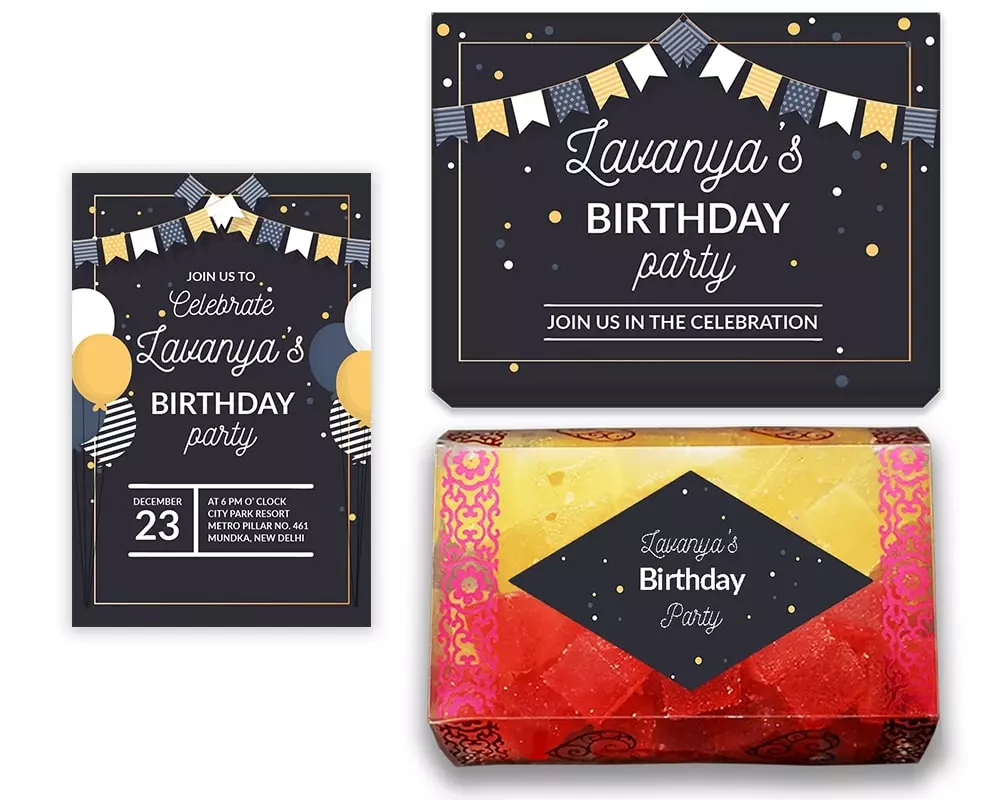 JOIN US TO
Celebrate
Lavanya's
BIRTHDAY
party
DECEMBER
23
AT 6 PM O' CLOCK
CITY PARK RESORT
METRO PILLAR NO. 461
MUNDKA, NEW DELHI
Lavanya's
BIRTHDAY
party
JOIN US IN THE CELEBRATION
Lavanya's
Birthday
Party